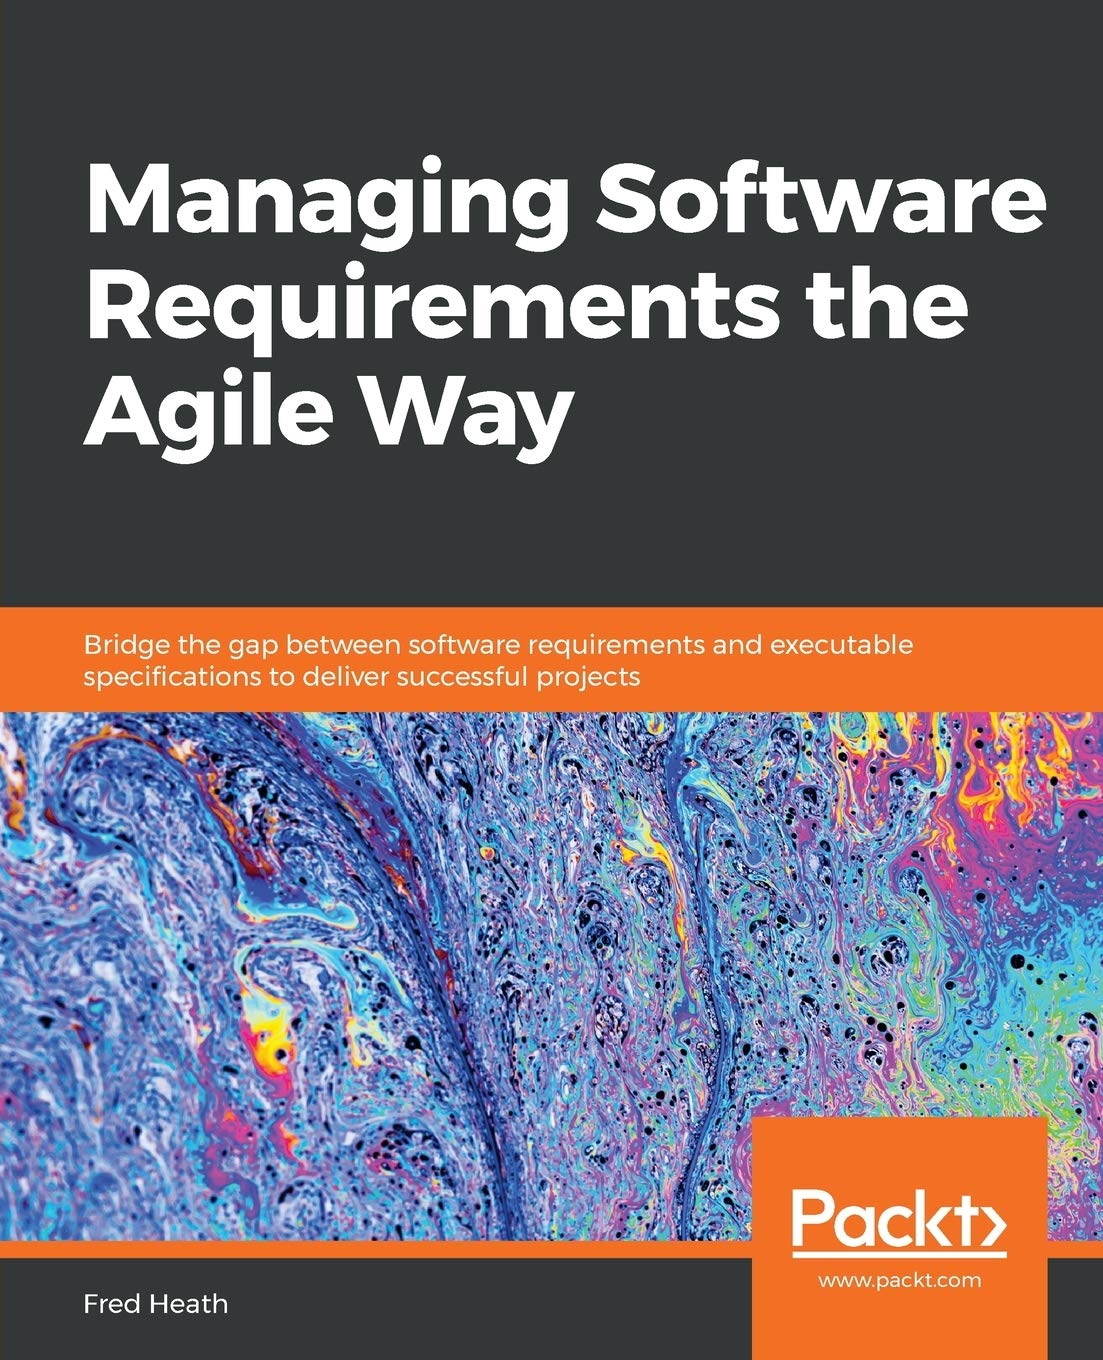 Managing Software
Requirements the
Agile Way
Bridge the gap between software requirements and executable
specifications to deliver successful projects
Packt>
www.packt.com
Fred Heath